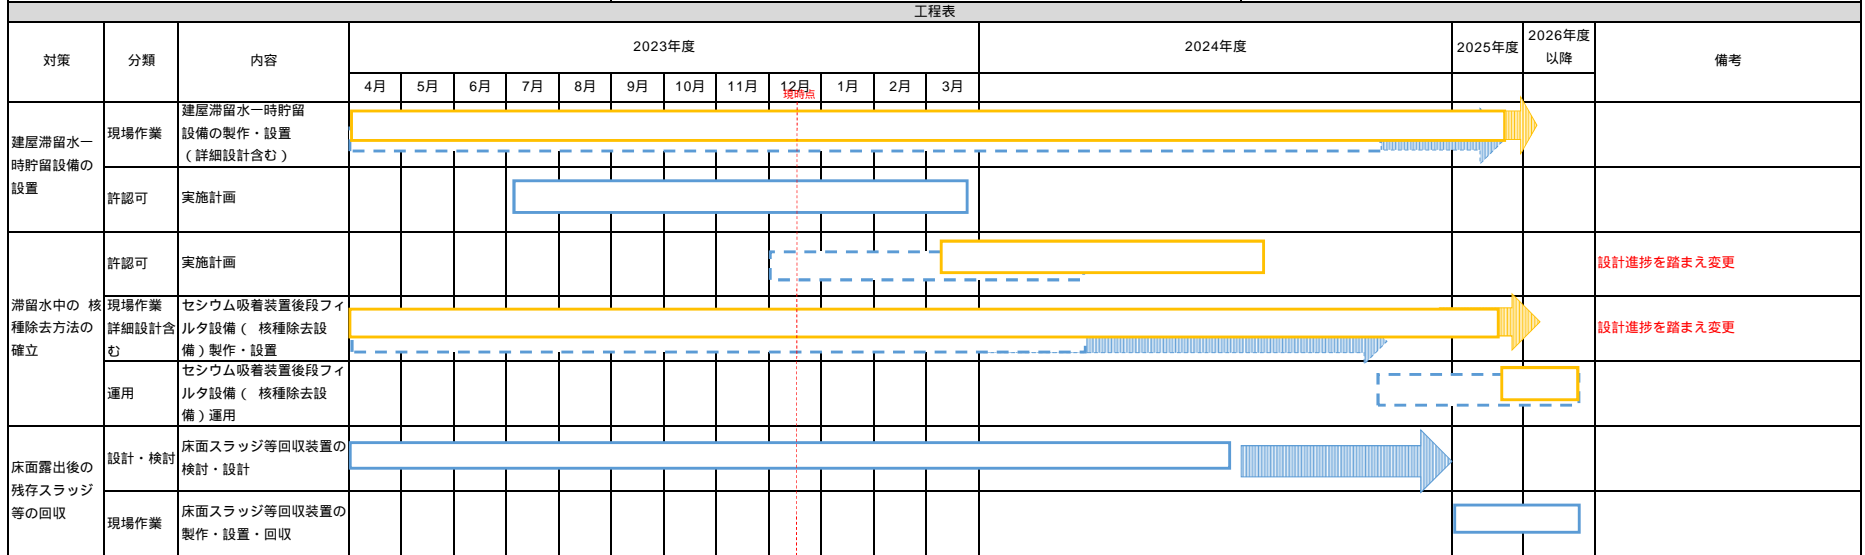 工程表
対策
分類
内容
2023年度
2024年度
2025年度
2026年度
以降
備考
4月
5月
6月
7月
8月
9月
10月
11月
12月
1月
2月
3月
現時点
建屋滞留水一
時貯留設備の
設置
現場作業
建屋滞留水一時貯留
設備の製作・設置
（詳細設計含む）
許認可
実施計画
滞留水中の 核
種除去方法の
確立
許認可
実施計画
設計進捗を踏まえ変更
現場作業
詳細設計含
む
セシウム吸着装置後段フィ
ルタ設備（ 核種除去設
備）製作・設置
設計進捗を踏まえ変更
運用
セシウム吸着装置後段フィ
ルタ設備（ 核種除去設
備）運用
床面露出後の
残存スラッジ
等の回収
設計・検討
床面スラッジ等回収装置の
検討・設計
現場作業
床面スラッジ等回収装置の
製作・設置・回収